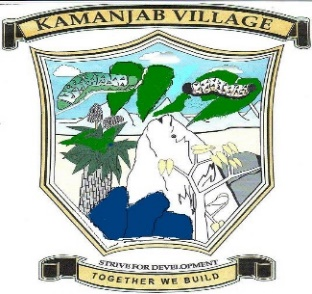 KAMANJAB VILLAGE
STRIVE FOR DEVELOPMENT
TOGETHER WE BUILD